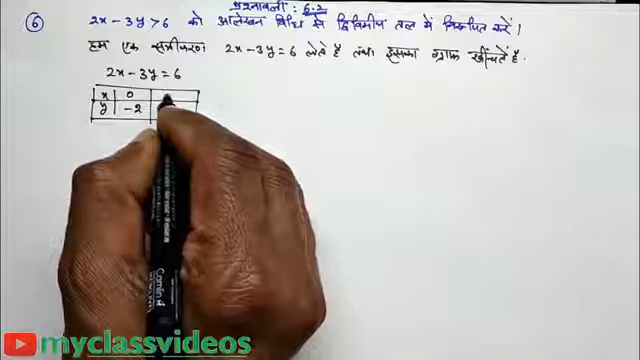 प्रश्नावली : 6.2
⑥ 2x - 3y > 6 को आलेखन विधि से द्विविमीय तल में निरूपित करें।
हम एक समीकरण 2x - 3y = 6 लेते है तथा इसका ग्राफ खींचतें है.
2x - 3y = 6
x 0
y -2
myclassvideos